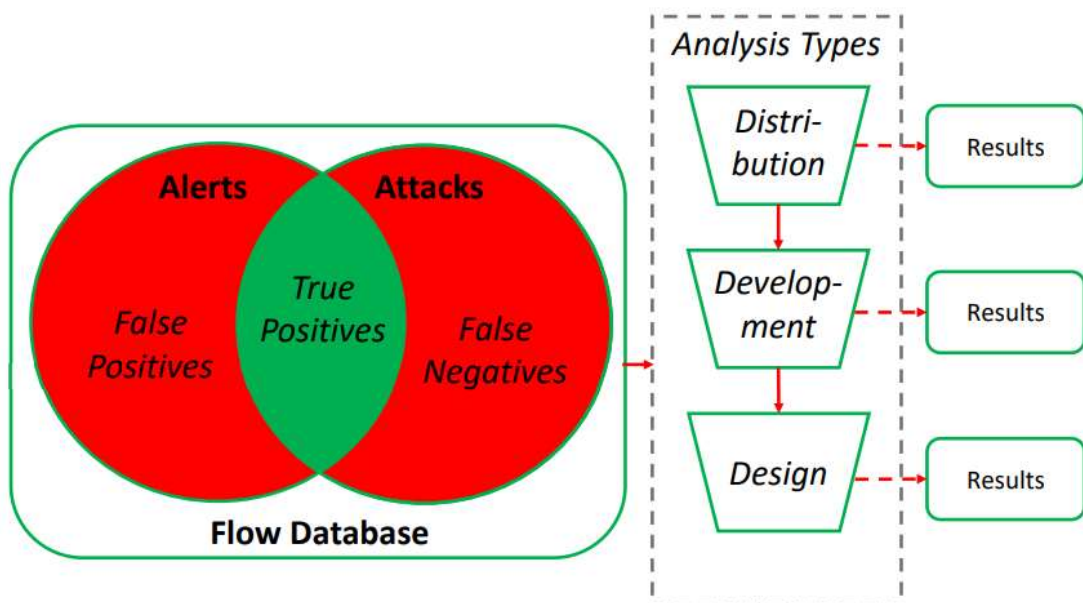 Analysis Types
Distri-
bution
Results
Alerts
Attacks
False
Positives
True
Positives
False
Negatives
Develop-
ment
Results
Design
Results
Flow Database